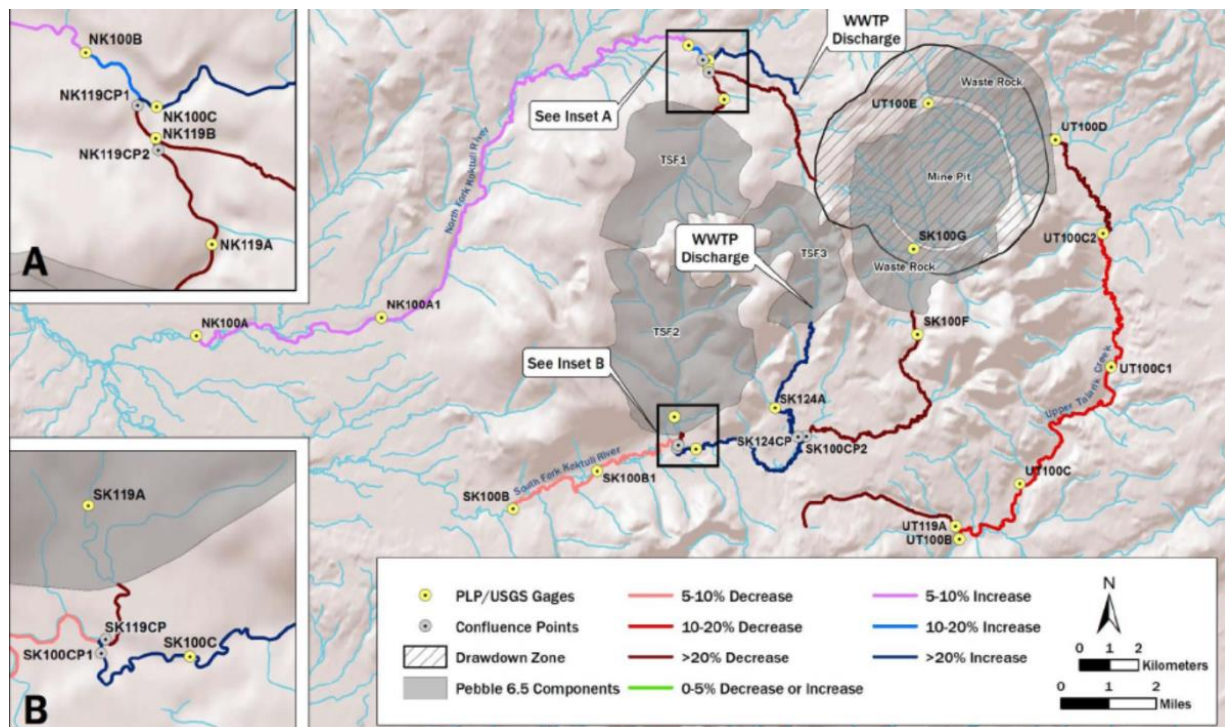 NK100B
NK119CP1
NK100C
NK119B
NK119CP2
NK119A
A
See Inset A
WWTP
Discharge
Waste Rock
UT100E
UT100D
TSF1
Mine Pit
North Fork Koktuli River
WWTP
Discharge
TSF3
SK100G
Waste Rock
UT100C2
NK100A1
NK100A
TSF2
SK100F
See Inset B
UT100C1
Upper Talarik Creek
SK124A
SK124CP
SK100CP2
South Fork Koktuli River
SK100B1
SK100B
UT100C
UT119A
UT100B
SK119A
SK119CP
SK100CP1
SK100C
B
PLP/USGS Gages
Confluence Points
Drawdown Zone
Pebble 6.5 Components
5-10% Decrease
10-20% Decrease
>20% Decrease
0-5% Decrease or Increase
5-10% Increase
10-20% Increase
>20% Increase
N
0 1 2
Kilometers
0 1 2
Miles